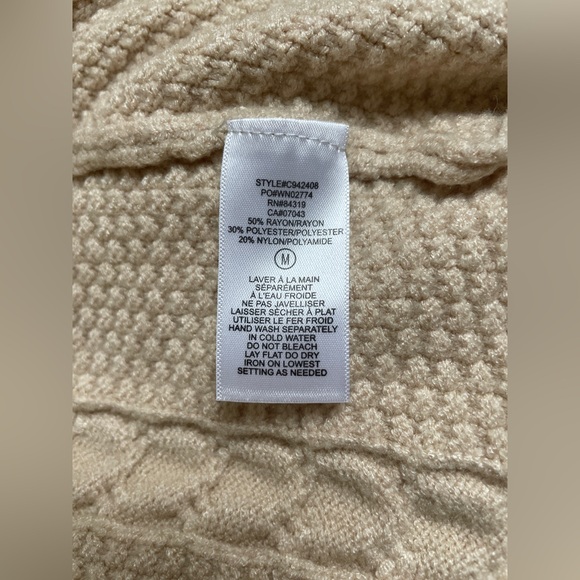 STYLE#C942408
PO#WN02774
RN#84319
CA#07043
50% RAYON/RAYON
30% POLYESTER/POLYESTER
20% NYLON/POLYAMIDE
M
LAVER À LA MAIN
SÉPARÉMENT
À L'EAU FROIDE
NE PAS JAVELLISER
LAISSER SÉCHER À PLAT
UTILISER LE FER FROID
HAND WASH SEPARATELY
IN COLD WATER
DO NOT BLEACH
LAY FLAT DO DRY
IRON ON LOWEST
SETTING AS NEEDED